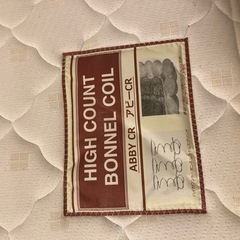 HIGH COUNT
BONNEL COIL
ABBY CR アビーCR